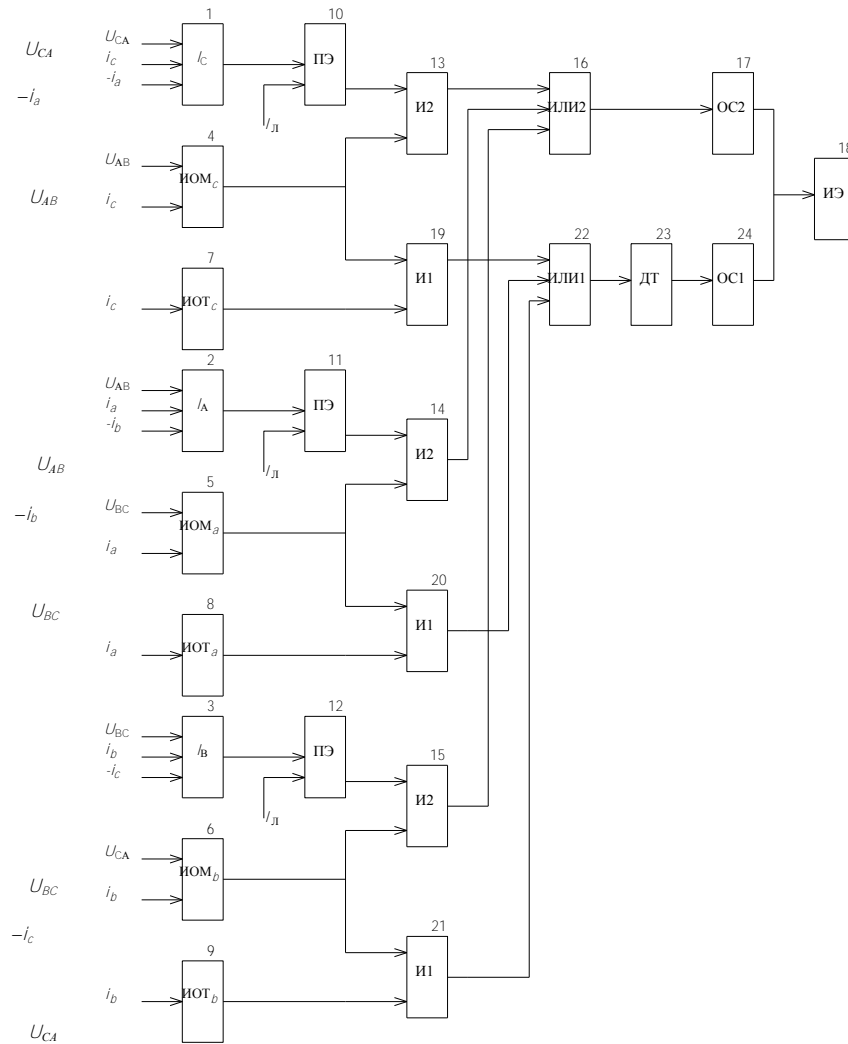 1 10
U_CA U_CA
i_c I_C ПЭ
-i_a 13 16 17
−i_a I_Л И2 ИЛИ2 ОС2
4 18
U_AB ИОМ_c ИЭ
U_AB i_c
19 22 23 24
7 И1 ИЛИ1 ДТ ОС1
i_c ИОТ_c
2 11
U_AB
i_a I_A ПЭ
-i_b 14
U_AB I_Л И2
5
−i_b U_BC ИОМ_a
i_a
20
U_BC 8 И1
i_a ИОТ_a
3 12
U_BC
i_b I_B ПЭ
-i_c 15
I_Л И2
6
U_CA ИОМ_b
U_BC i_b
−i_c 21
9 И1
i_b ИОТ_b
U_CA